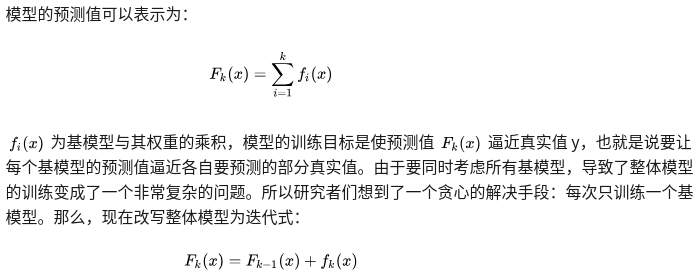 模型的预测值可以表示为：
F_k(x) = \sum_{i=1}^{k} f_i(x)
f_i(x) 为基模型与其权重的乘积，模型的训练目标是使预测值 F_k(x) 逼近真实值 y，也就是说要让
每个基模型的预测值逼近各自要预测的部分真实值。由于要同时考虑所有基模型，导致了整体模型
的训练变成了一个非常复杂的问题。所以研究者们想到了一个贪心的解决手段：每次只训练一个基
模型。那么，现在改写整体模型为迭代式：
F_k(x) = F_{k-1}(x) + f_k(x)